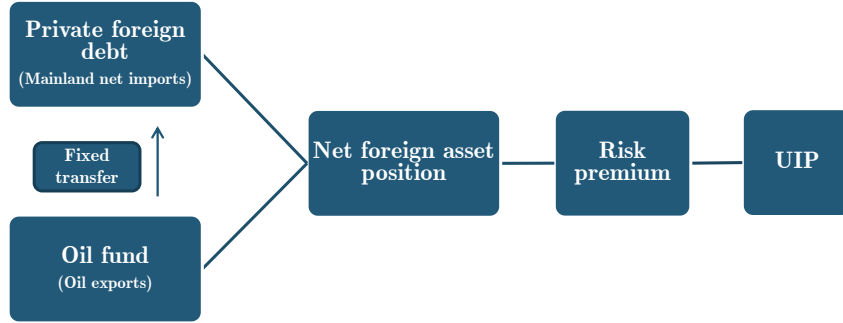 Private foreign
debt
(Mainland net imports)
Fixed
transfer
Oil fund
(Oil exports)
Net foreign asset
position
Risk
premium
UIP